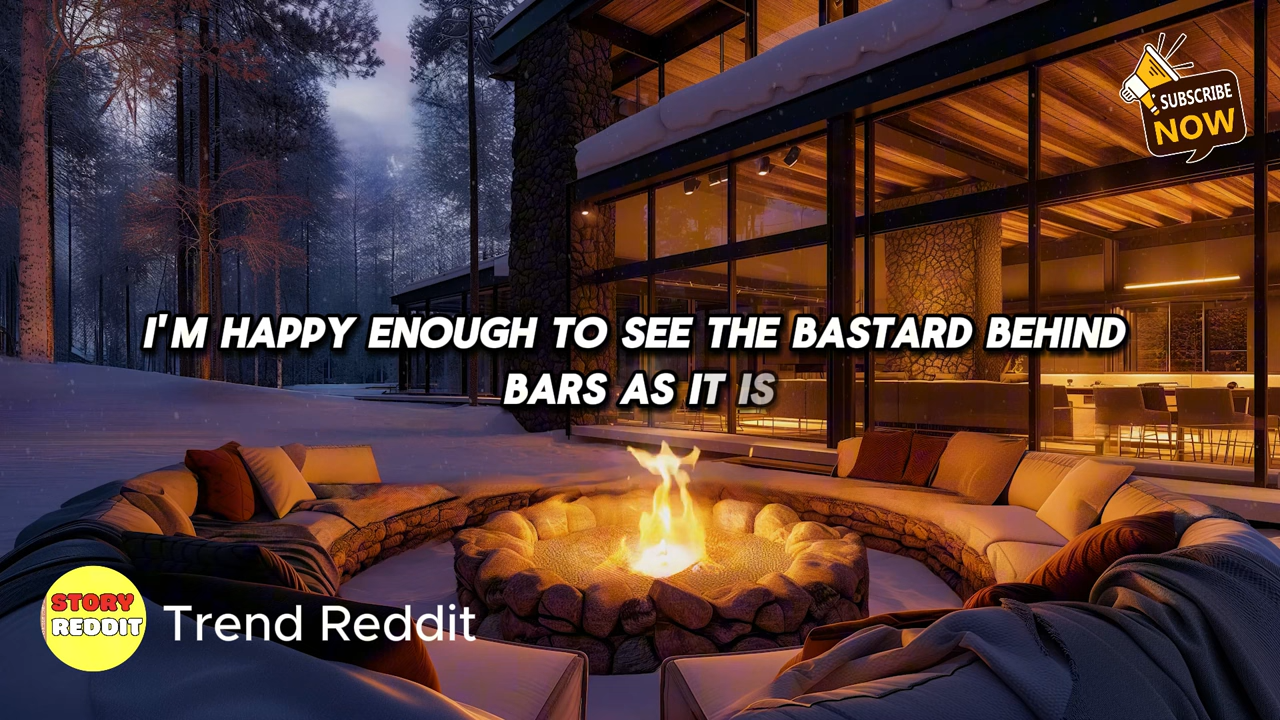 SUBSCRIBE
NOW
I'M HAPPY ENOUGH TO SEE THE BASTARD BEHIND
BARS AS IT IS
STORY
REDDIT
Trend Reddit